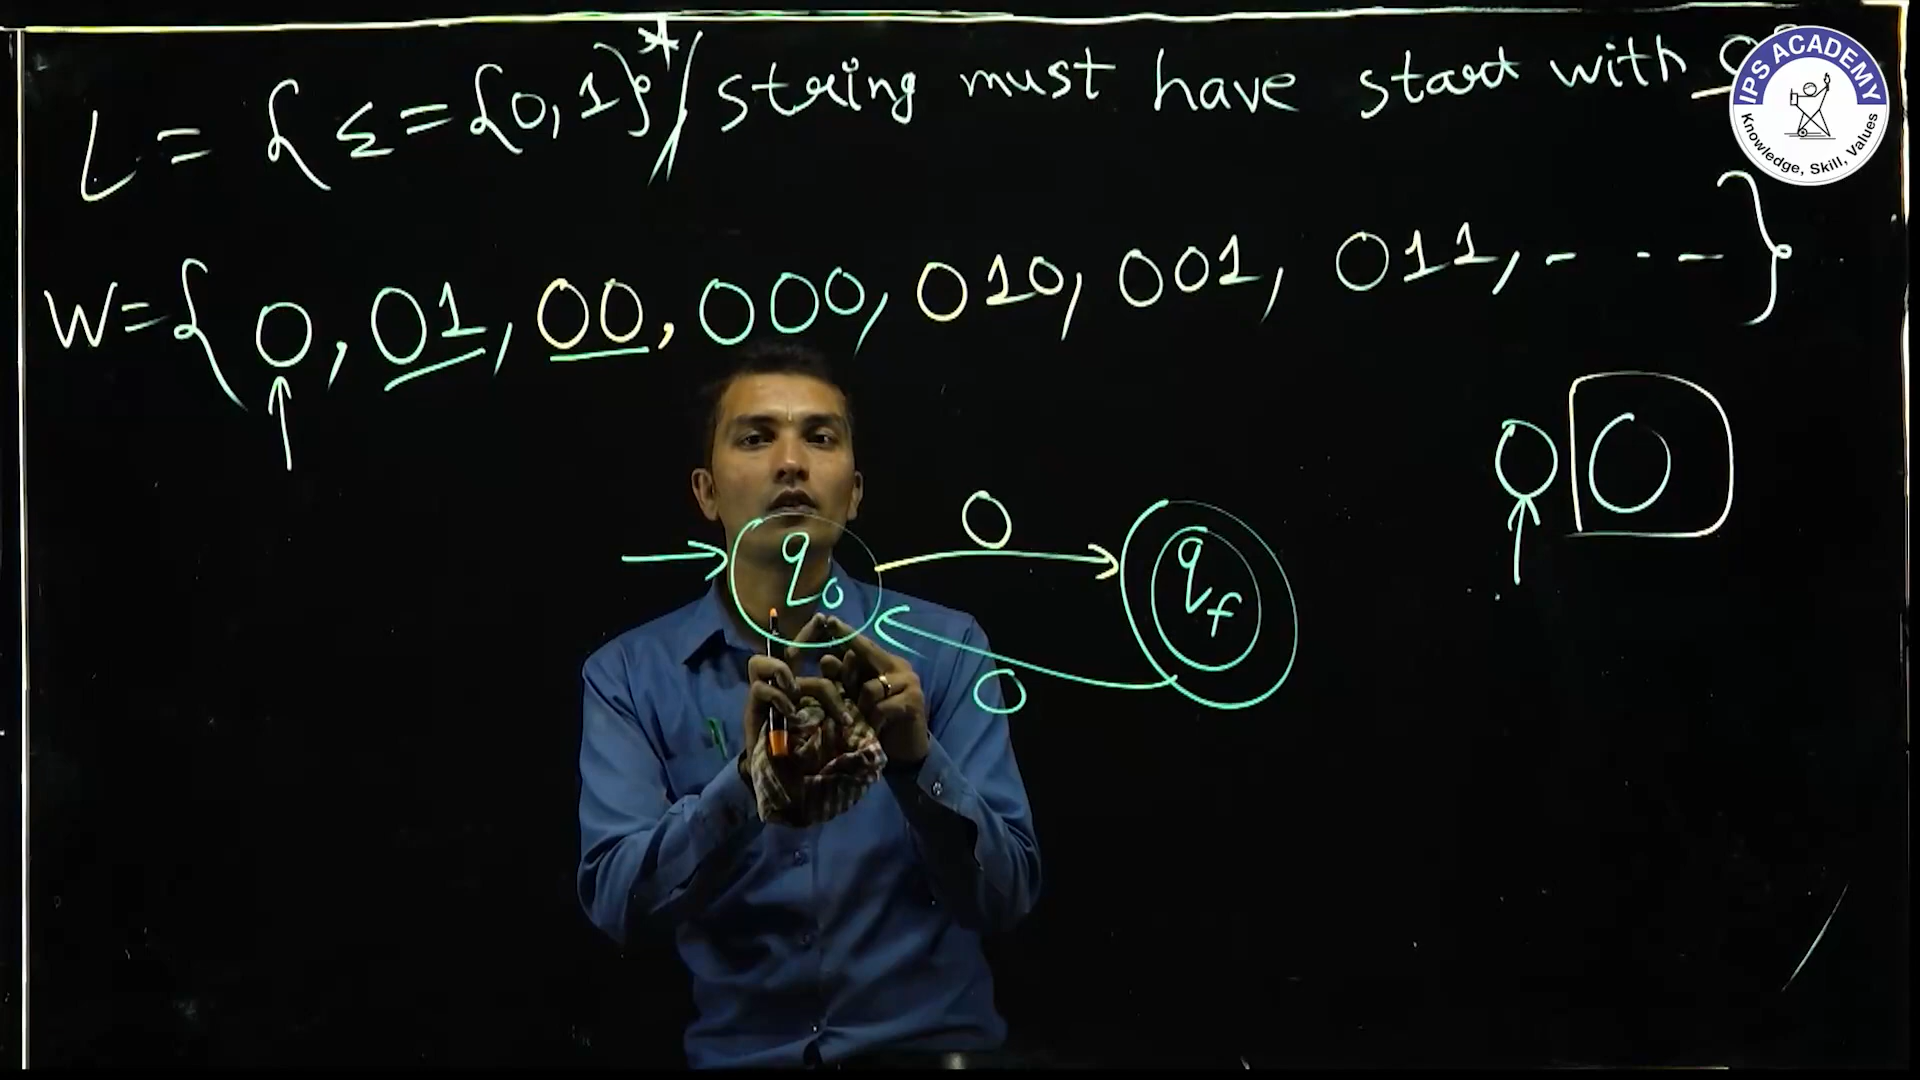 L = { Σ = {0,1}* / string must have start with
IPS ACADEMY
Knowledge, Skill, Values
W = { 0, 01, 00, 000, 010, 001, 011, - - - }
0 0
0
q0
qf
0